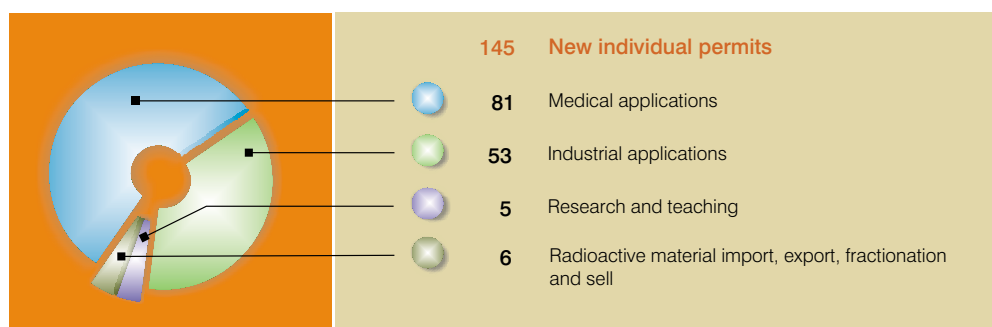 145 New individual permits
81 Medical applications
53 Industrial applications
5 Research and teaching
6 Radioactive material import, export, fractionation
and sell